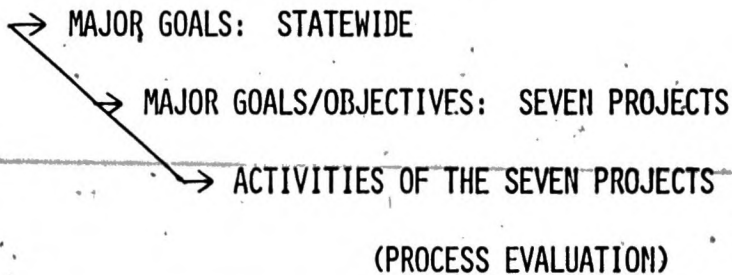 MAJOR GOALS: STATEWIDE
MAJOR GOALS/OBJECTIVES: SEVEN PROJECTS
ACTIVITIES OF THE SEVEN PROJECTS
(PROCESS EVALUATION)